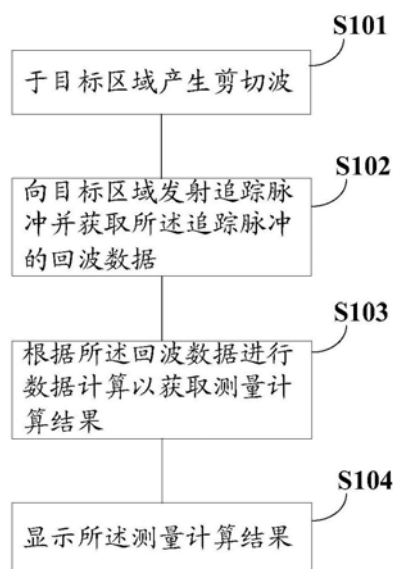 S101
于目标区域产生剪切波
S102
向目标区域发射追踪脉
冲并获取所述追踪脉冲
的回波数据
S103
根据所述回波数据进行
数据计算以获取测量计
算结果
S104
显示所述测量计算结果